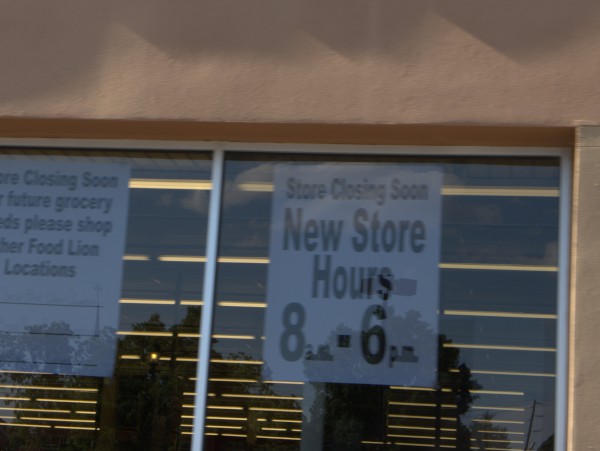 ore Closing Soon
r future grocery
eds please shop
ther Food Lion
Locations
Store Closing Soon
New Store
Hours
8 a.m. - 6 p.m.